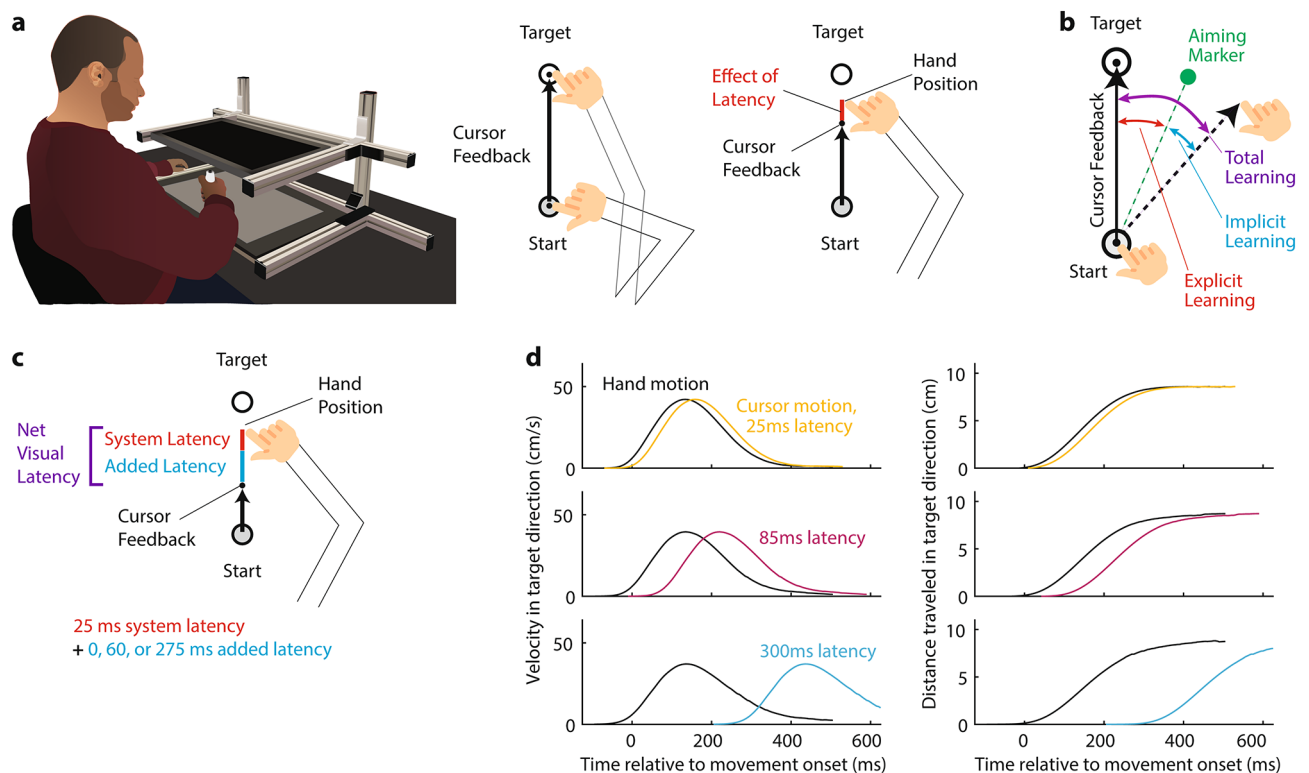 a
Target
Cursor
Feedback
Start
Target
Effect of
Latency
Hand
Position
Cursor
Feedback
Start
b
Target
Aiming
Marker
Cursor Feedback
Total
Learning
Implicit
Learning
Start
Explicit
Learning
c
Target
Hand
Position
Net
Visual
Latency
System Latency
Added Latency
Cursor
Feedback
Start
25 ms system latency
+ 0, 60, or 275 ms added latency
d
Velocity in target direction (cm/s)
50
0
Hand motion
Cursor motion,
25ms latency
50
0
85ms latency
50
0
300ms latency
0
200
400
600
Time relative to movement onset (ms)
Distance traveled in target direction (cm)
10
5
0
10
5
0
10
5
0
0
200
400
600
Time relative to movement onset (ms)